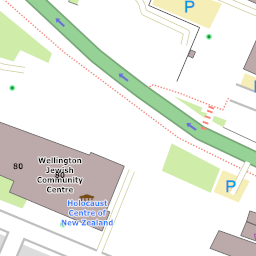 P
P
80
Wellington
Jewish
Community
80
Centre
Holocaust
Centre of
New Zealand